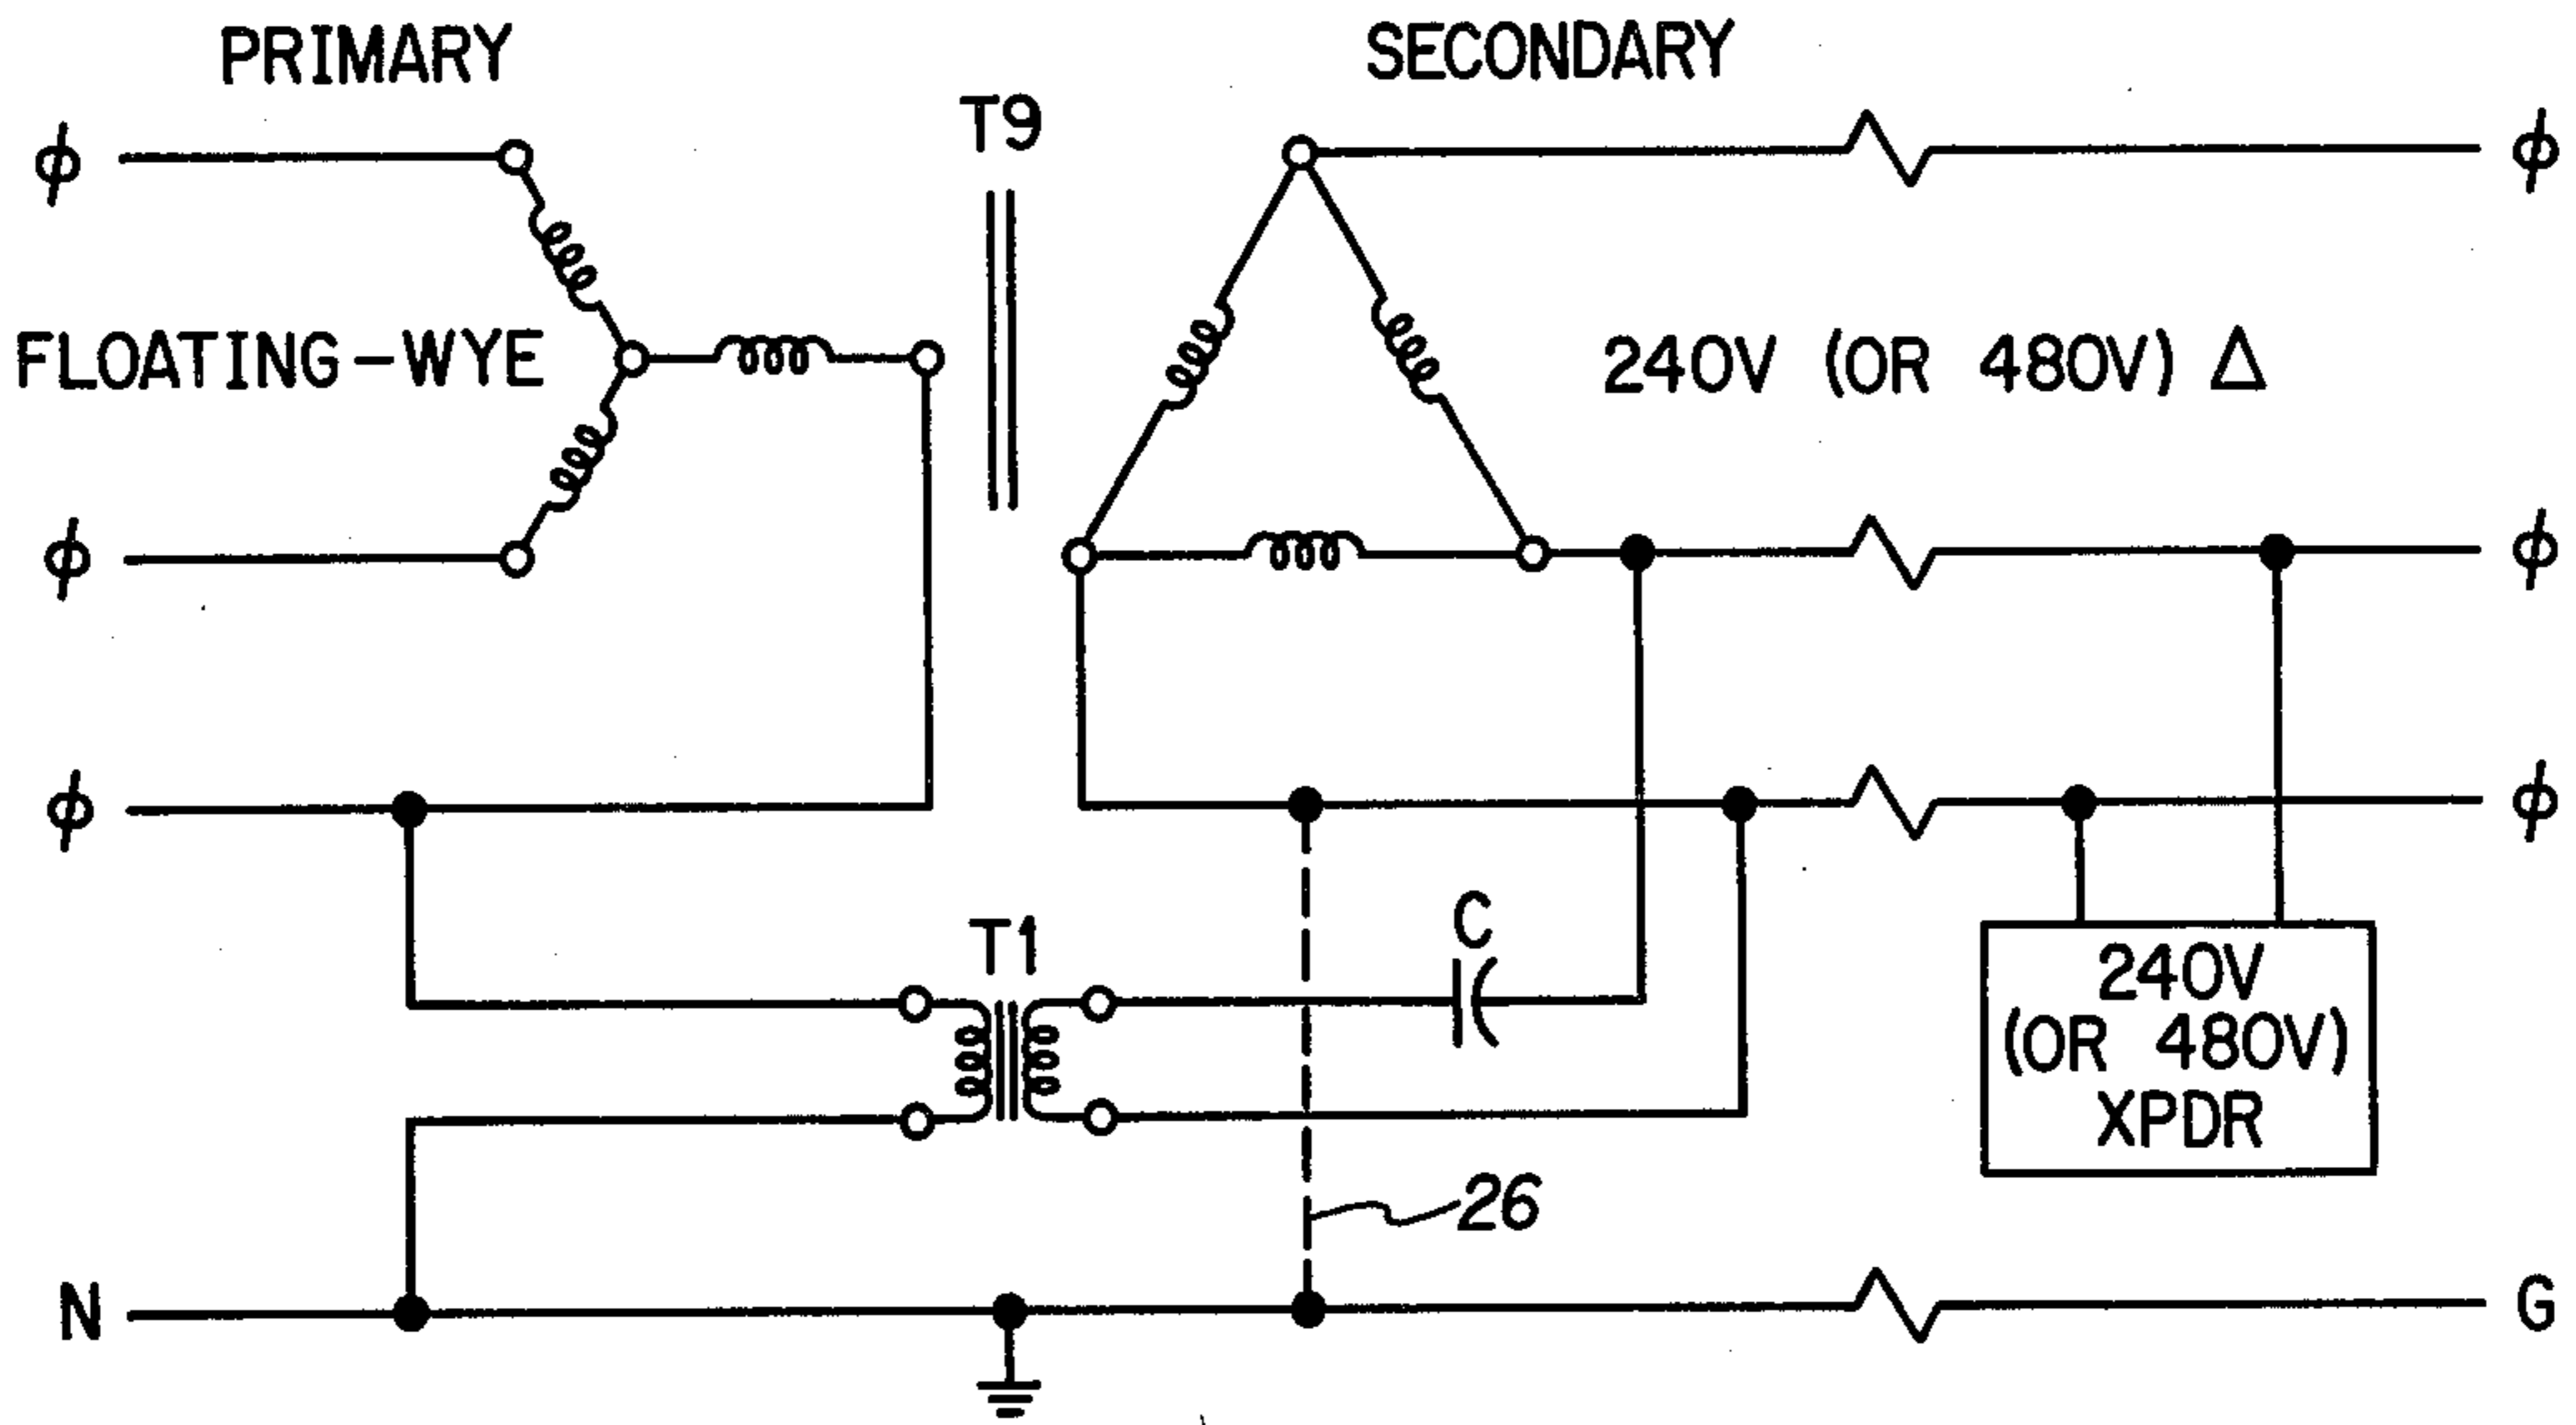 PRIMARY
SECONDARY
T9
ϕ
ϕ
FLOATING-WYE
240V (OR 480V) Δ
ϕ
ϕ
ϕ
ϕ
C
T1
240V
(OR 480V)
XPDR
26
N
G